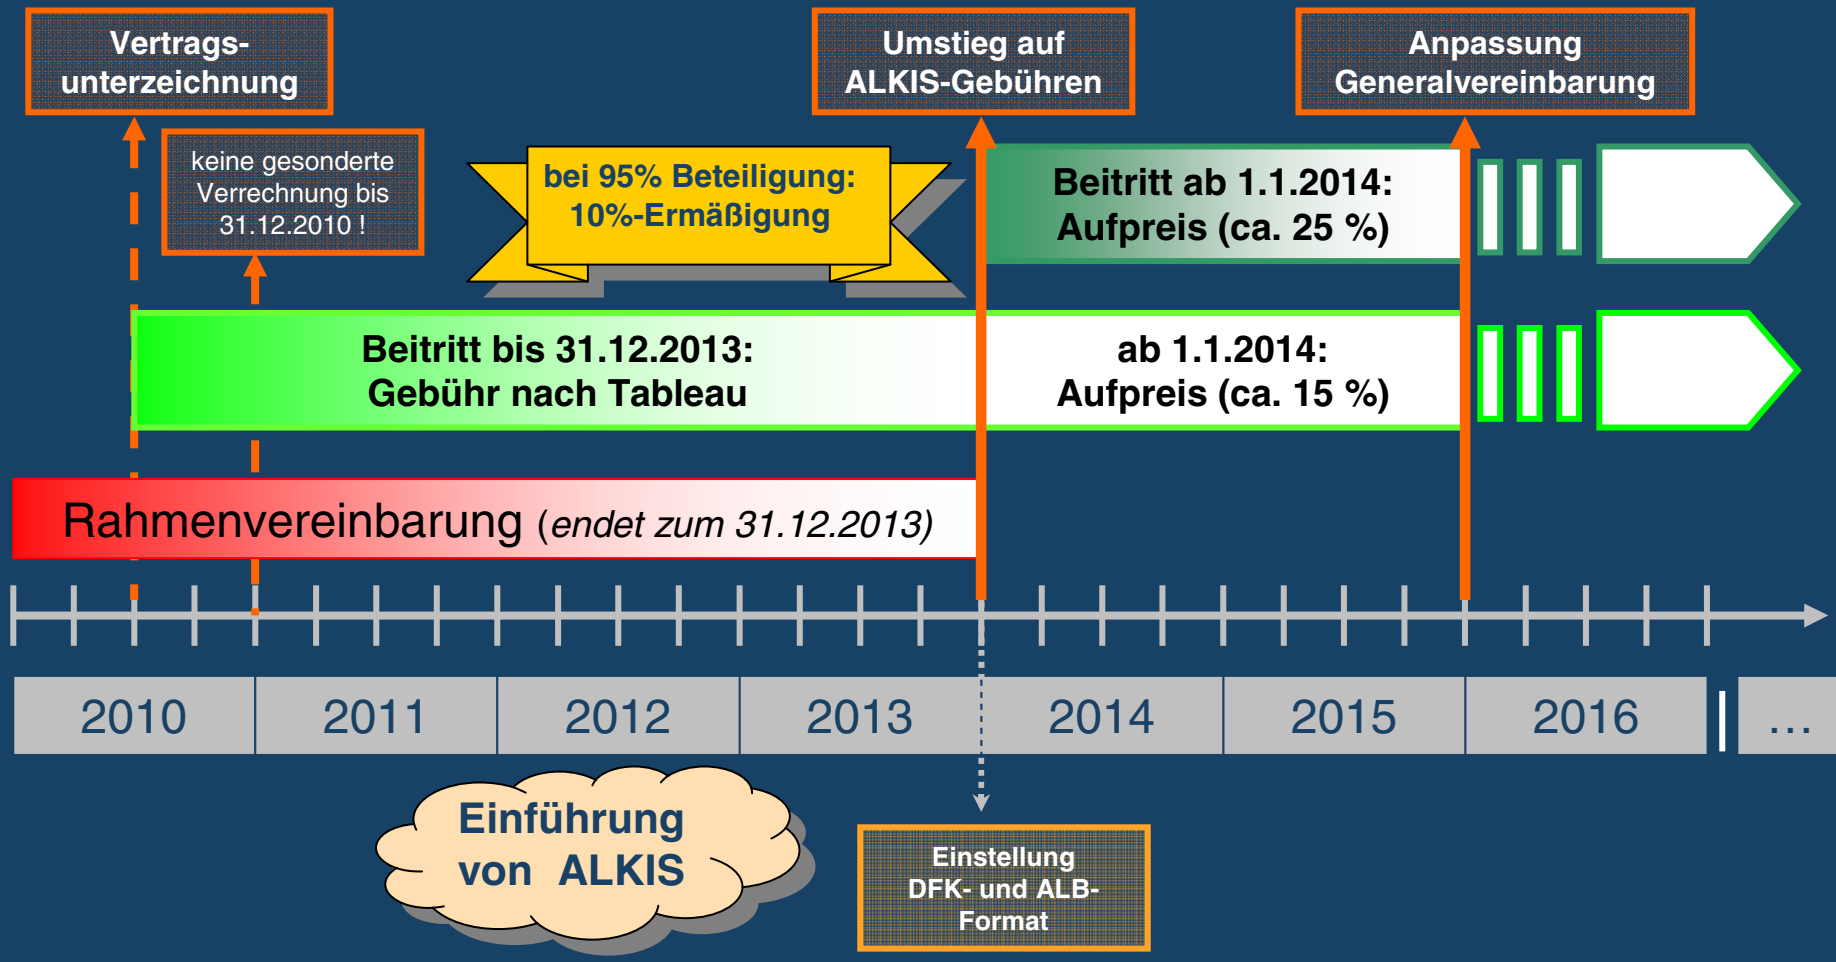 Vertrags-
unterzeichnung
Umstieg auf
ALKIS-Gebühren
Anpassung
Generalvereinbarung
keine gesonderte
Verrechnung bis
31.12.2010 !
bei 95% Beteiligung:
10%-Ermäßigung
Beitritt ab 1.1.2014:
Aufpreis (ca. 25 %)
Beitritt bis 31.12.2013:
Gebühr nach Tableau
ab 1.1.2014:
Aufpreis (ca. 15 %)
Rahmenvereinbarung (endet zum 31.12.2013)
2010 2011 2012 2013 2014 2015 2016 ...
Einführung
von ALKIS
Einstellung
DFK- und ALB-
Format